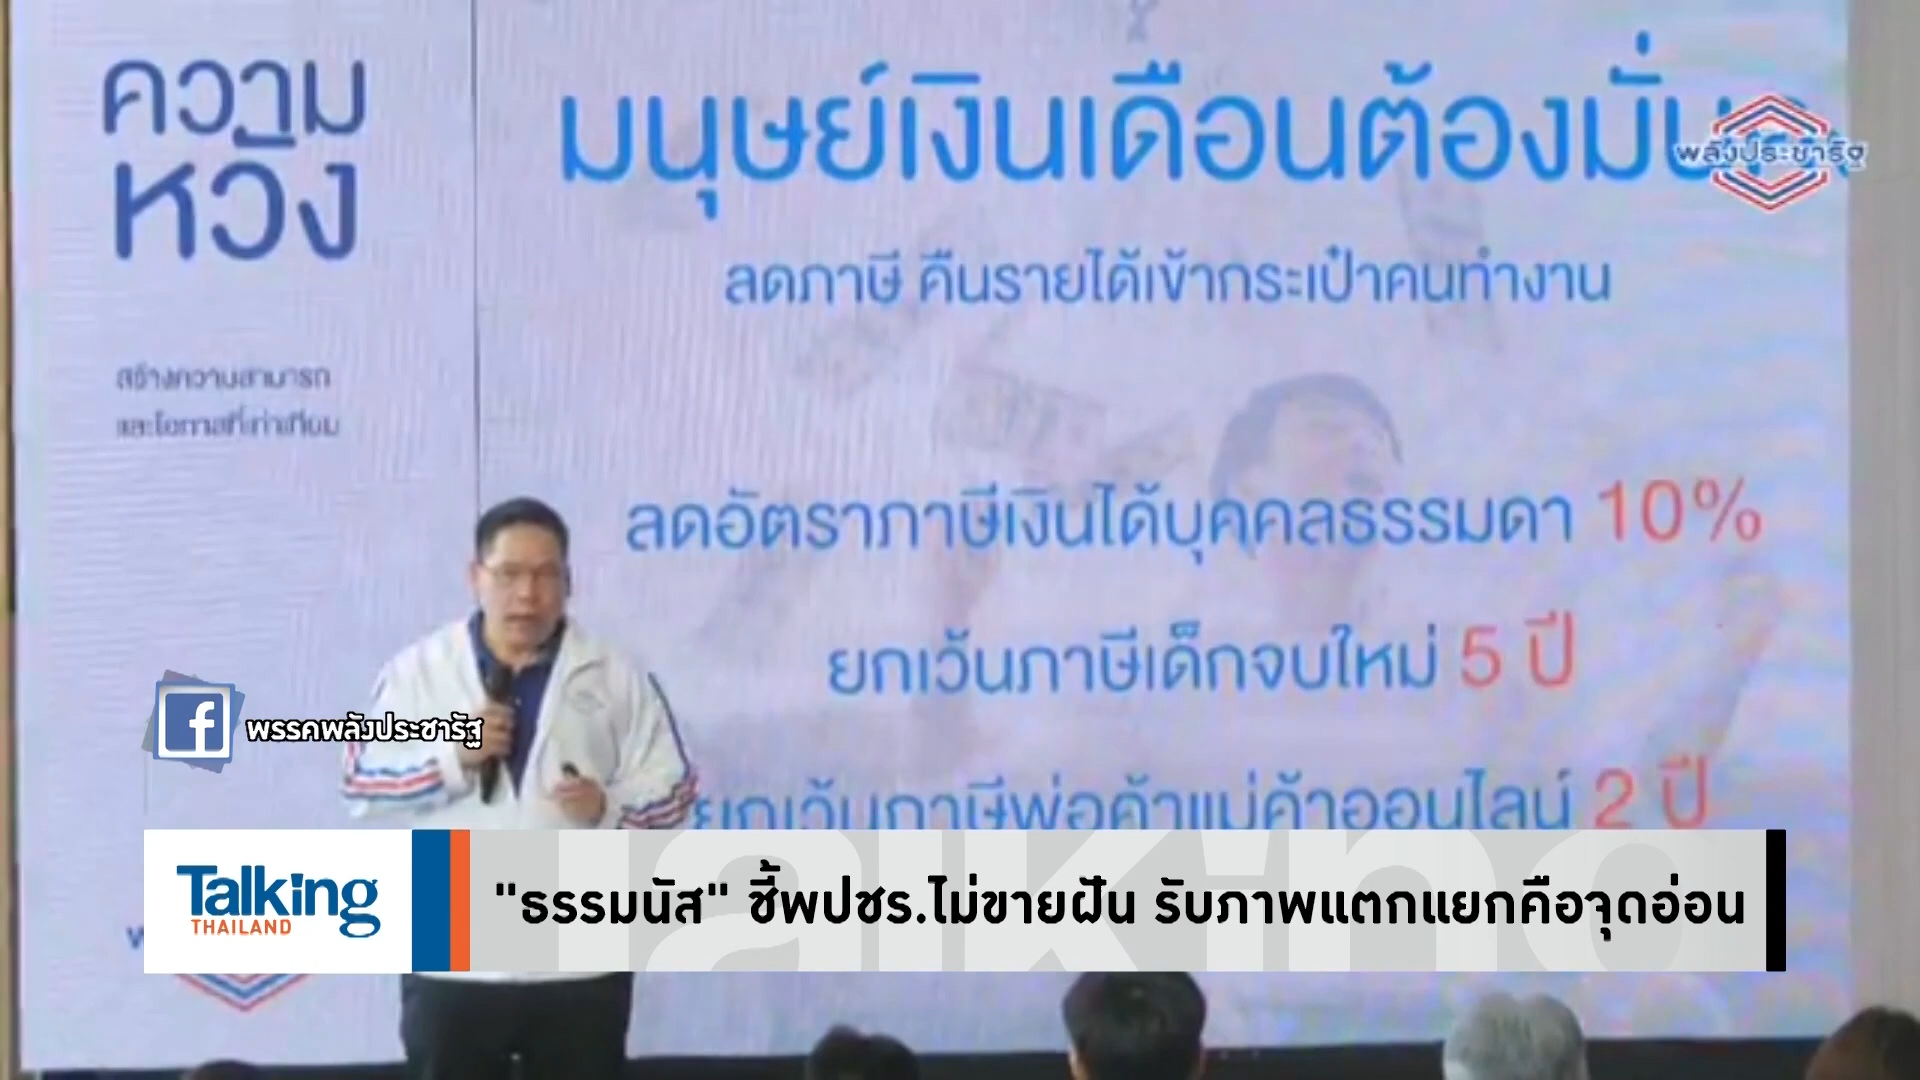 ความ
หวัง
มนุษย์เงินเดือนต้องมั่น
พลังประชารัฐ
ลดภาษี คืนรายได้เข้ากระเป๋าคนทำงาน
สร้างความสามารถ
และโอกาสที่เท่าเทียม
ลดอัตราภาษีเงินได้บุคคลธรรมดา 10%
ยกเว้นภาษีเด็กจบใหม่ 5 ปี
f พรรคพลังประชารัฐ
ยกเว้นภาษีพ่อค้าแม่ค้าออนไลน์ 2 ปี
Talking
THAILAND
"ธรรมนัส" ชี้พปชร.ไม่ขายฝัน รับภาพแตกแยกคือจุดอ่อน